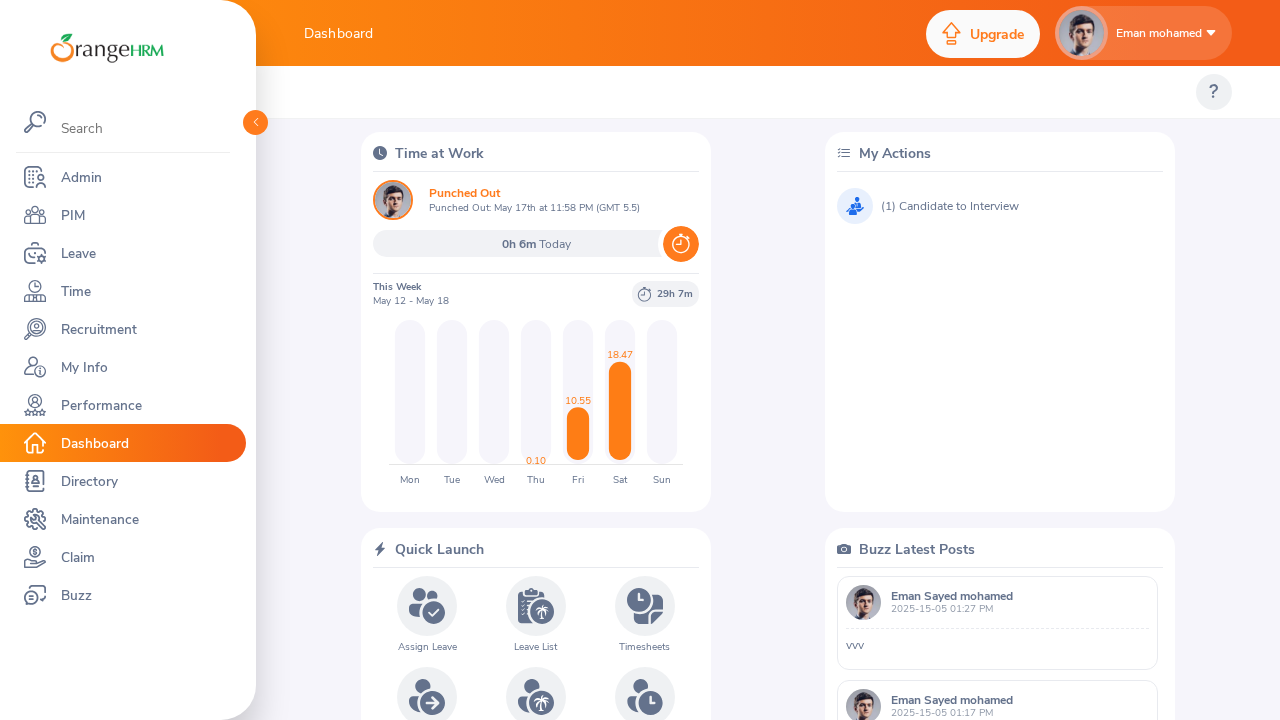 OrangeHRM
Dashboard
Upgrade
Eman mohamed
?
Search
Admin
PIM
Leave
Time
Recruitment
My Info
Performance
Dashboard
Directory
Maintenance
Claim
Buzz
Time at Work
Punched Out
Punched Out: May 17th at 11:58 PM (GMT 5.5)
0h 6m Today
This Week
May 12 - May 18
29h 7m
18.47
10.55
0.10
Mon Tue Wed Thu Fri Sat Sun
My Actions
(1) Candidate to Interview
Quick Launch
Assign Leave
Leave List
Timesheets
Buzz Latest Posts
Eman Sayed mohamed
2025-15-05 01:27 PM
vvv
Eman Sayed mohamed
2025-15-05 01:17 PM